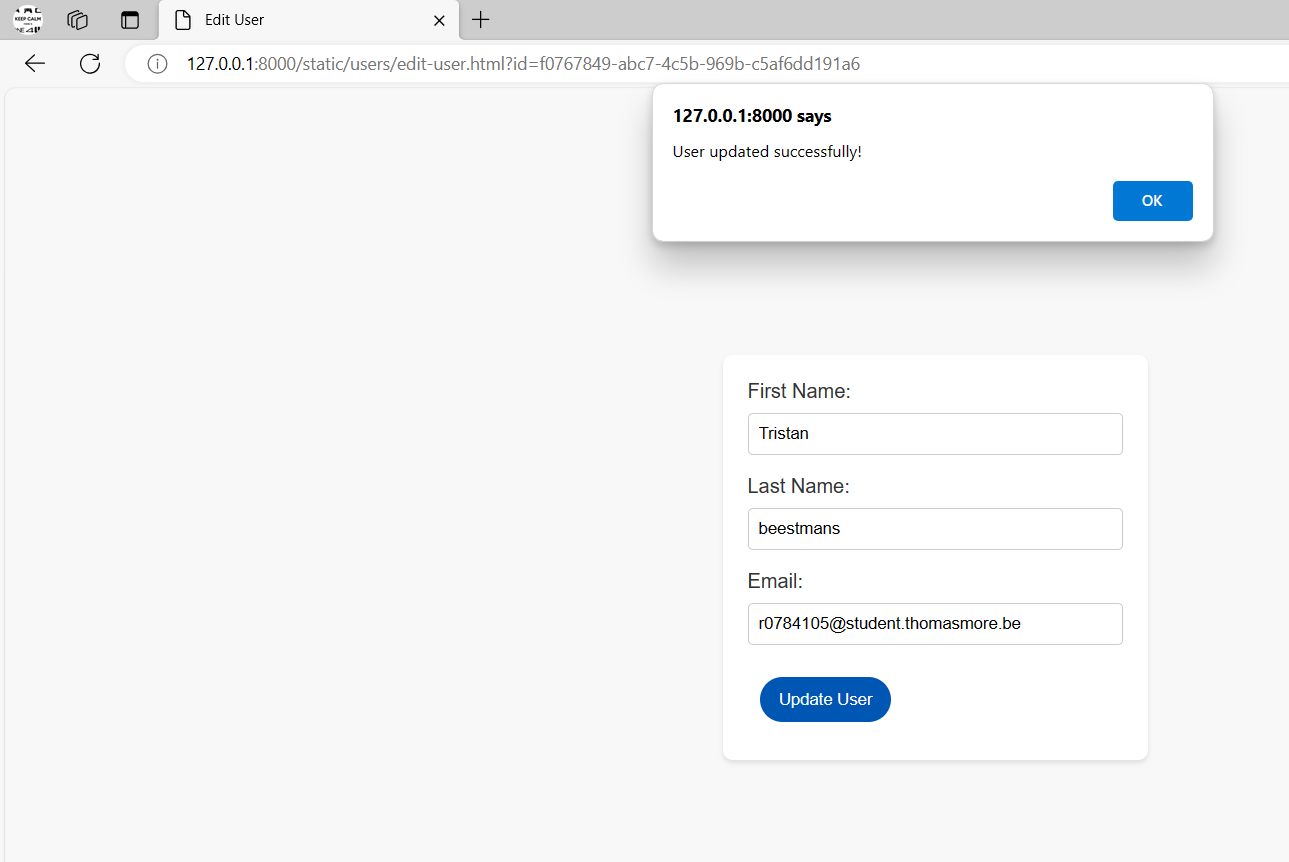 KEEP CALM
Edit User
127.0.0.1:8000/static/users/edit-user.html?id=f0767849-abc7-4c5b-969b-c5af6dd191a6
127.0.0.1:8000 says
User updated successfully!
OK
First Name:
Tristan
Last Name:
beestmans
Email:
r0784105@student.thomasmore.be
Update User